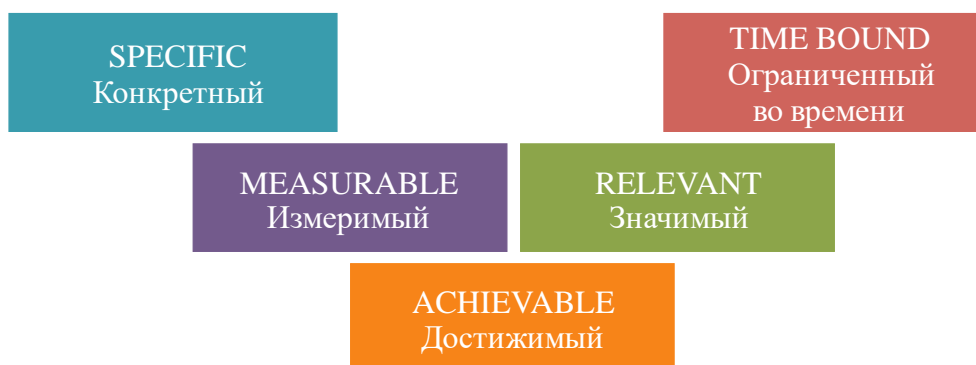 SPECIFIC
Конкретный
TIME BOUND
Ограниченный
во времени
MEASURABLE
Измеримый
RELEVANT
Значимый
ACHIEVABLE
Достижимый